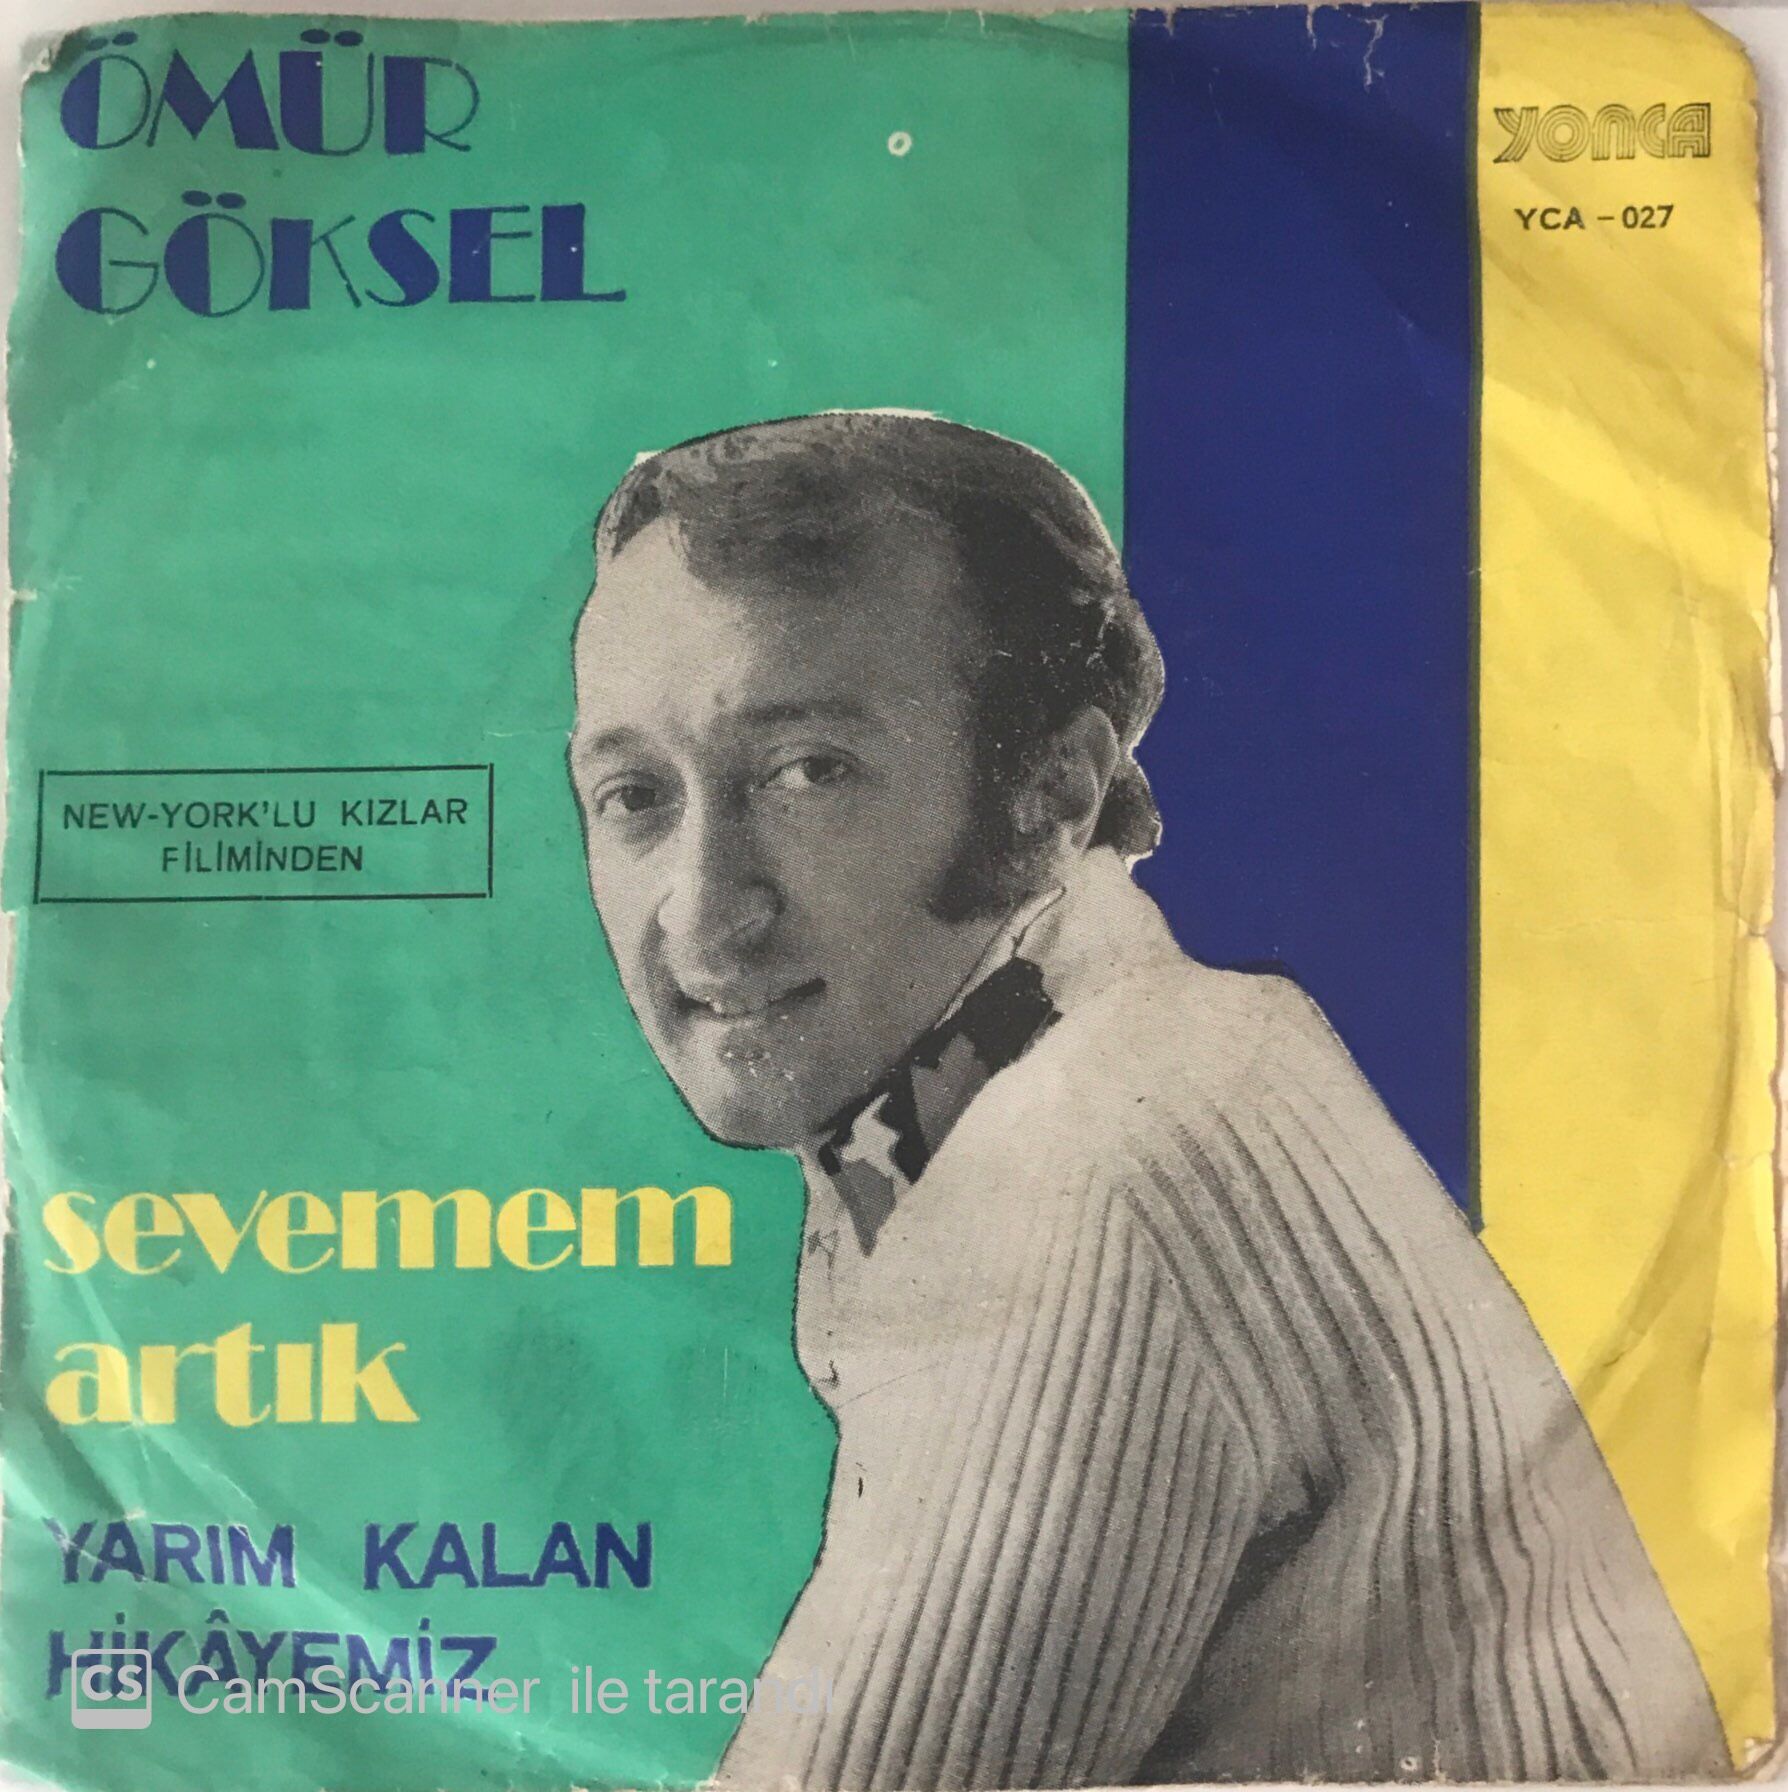 ÖMÜR
GÖKSEL
YONCA
YCA - 027
NEW-YORK'LU KIZLAR
FİLİMİNDEN
sevemem
artık
YARIM KALAN
HİKÂYEMİZ
CS CamScanner ile tarandı